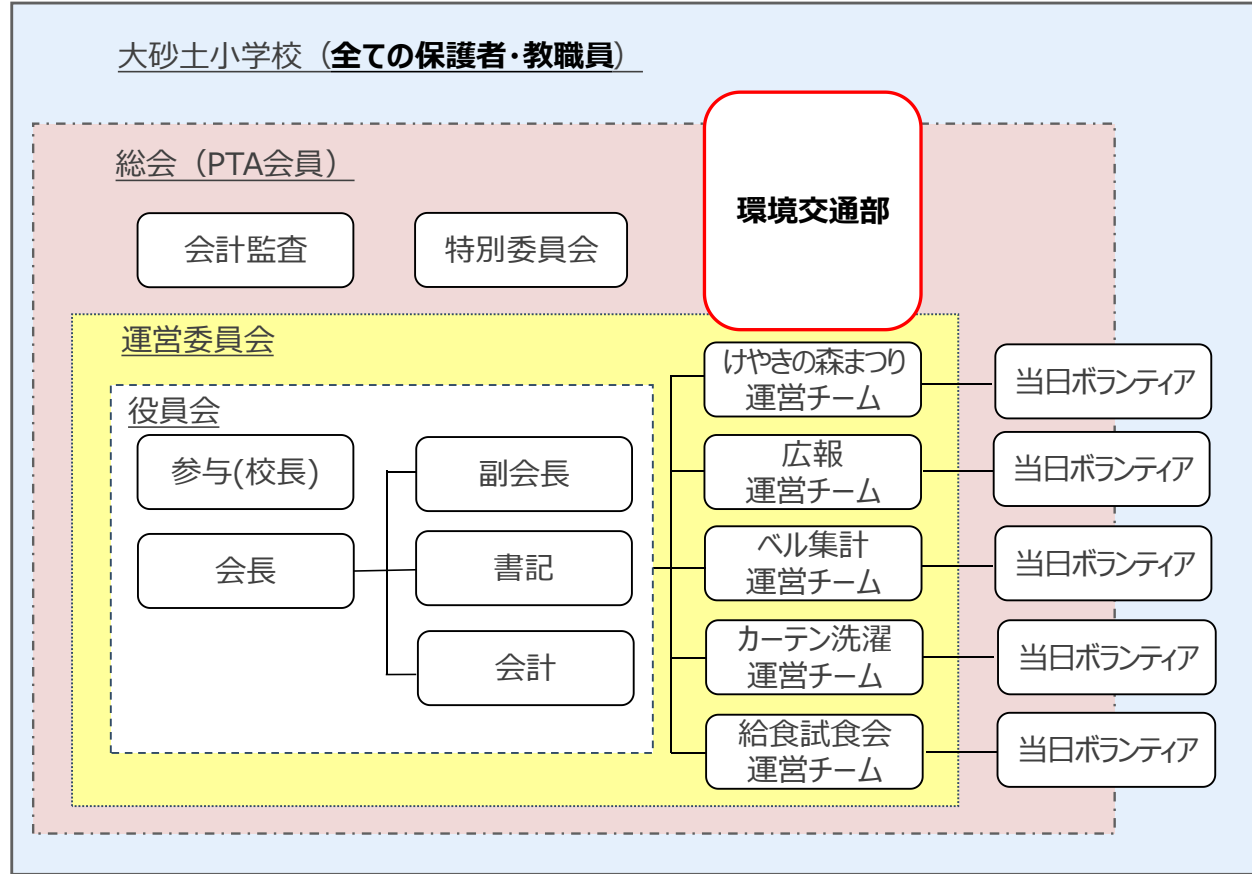 大砂土小学校（全ての保護者・教職員）
総会（PTA会員）
環境交通部
会計監査
特別委員会
運営委員会
役員会
参与(校長)
会長
副会長
書記
会計
けやきの森まつり
運営チーム
当日ボランティア
広報
運営チーム
当日ボランティア
ベル集計
運営チーム
当日ボランティア
カーテン洗濯
運営チーム
当日ボランティア
給食試食会
運営チーム
当日ボランティア